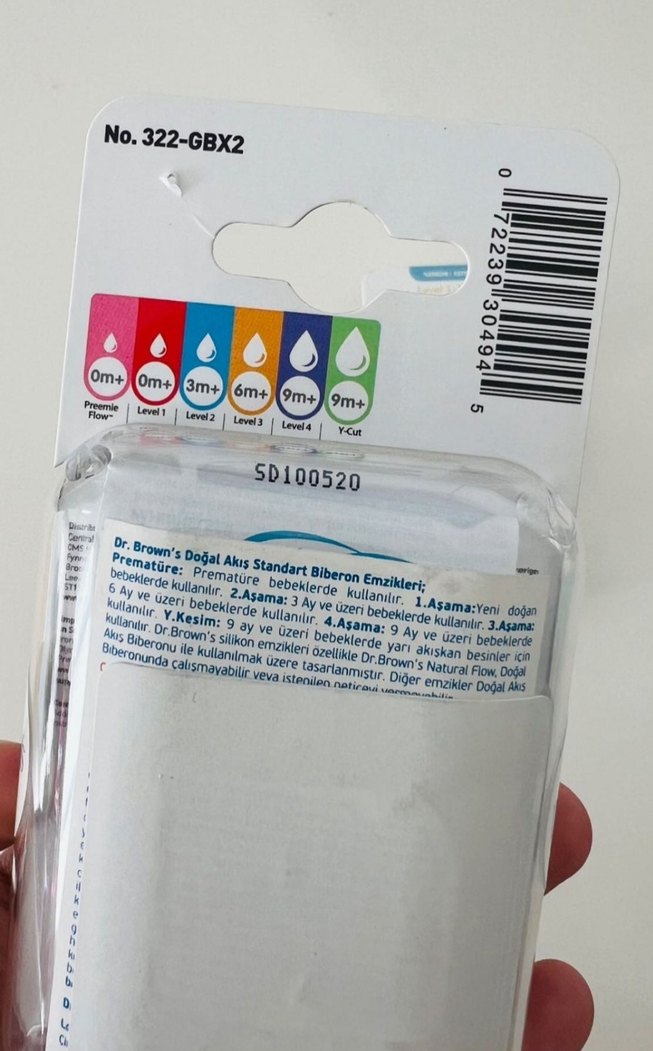 No. 322-GBX2
0 72239 30494 5
0m+ 0m+ 3m+ 6m+ 9m+ 9m+
Preemie Flow™ Level 1 Level 2 Level 3 Level 4 Y-Cut
SD100520
Dr. Brown's Doğal Akış Standart Biberon Emzikleri;
Prematüre: Prematüre bebeklerde kullanılır. 1.Aşama:Yeni doğan
bebeklerde kullanılır. 2.Aşama: 3 Ay ve üzeri bebeklerde kullanılır. 3.Aşama:
6 Ay ve üzeri bebeklerde kullanılır. 4.Aşama: 9 Ay ve üzeri bebeklerde
kullanılır. Y.Kesim: 9 ay ve üzeri bebeklerde yarı akışkan besinler için
kullanılır. Dr.Brown's silikon emzikleri özellikle Dr.Brown's Natural Flow, Doğal
Akış Biberonu ile kullanılmak üzere tasarlanmıştır. Diğer emzikler Doğal Akış
Biberonunda çalışmayabilir veya istenilen neticeyi vermeyebilir.